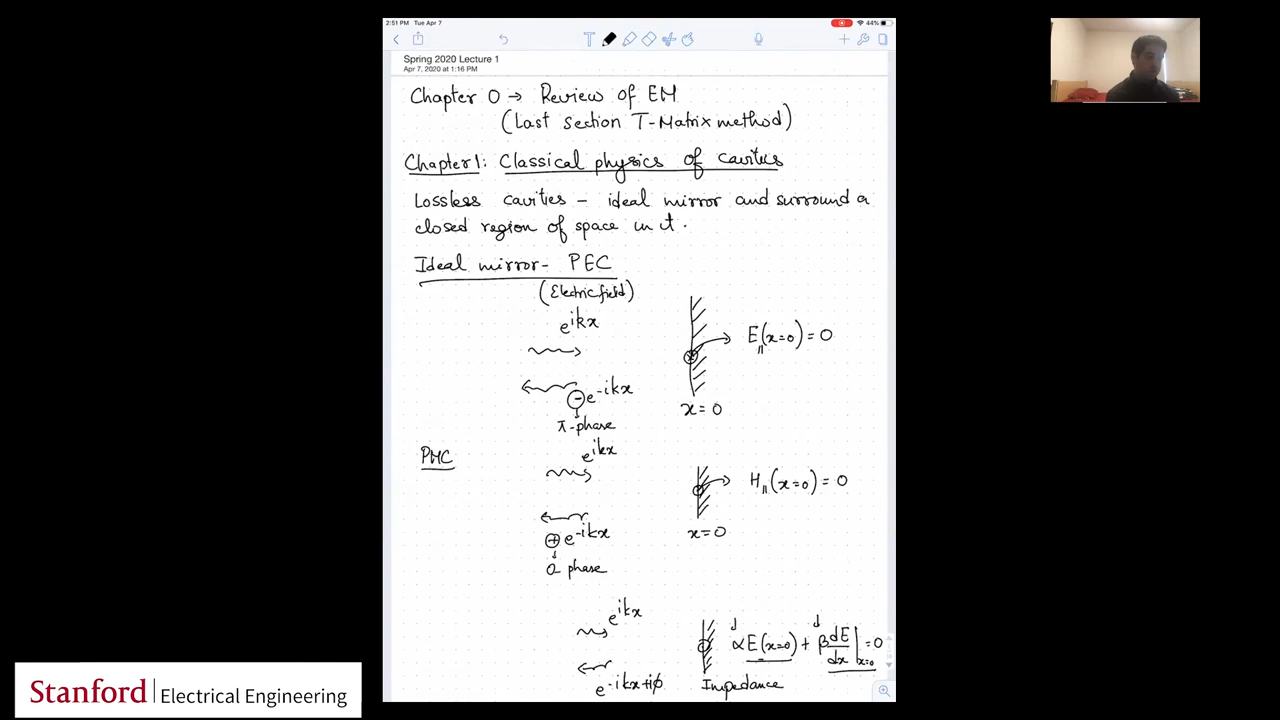 2:51 PM Tue Apr 7
44%
Spring 2020 Lecture 1
Apr 7, 2020 at 1:16 PM
Chapter 0 → Review of EM
(Last section T-Matrix method)
Chapter 1: Classical physics of cavities
Lossless cavities – ideal mirror and surround a
closed region of space in it.
Ideal mirror- PEC
(Electric field)
e^{ikx}
E_{||}(x=0) = 0
⊖ e^{-ikx}
x = 0
π-phase
PMC
e^{ikx}
H_{||}(x=0) = 0
⊕ e^{-ikx}
x = 0
0 phase
e^{ikx}
αE(x=0) + β dE/dx |_{x=0} = 0
e^{-ikx+iφ}
Impedance
Stanford | Electrical Engineering